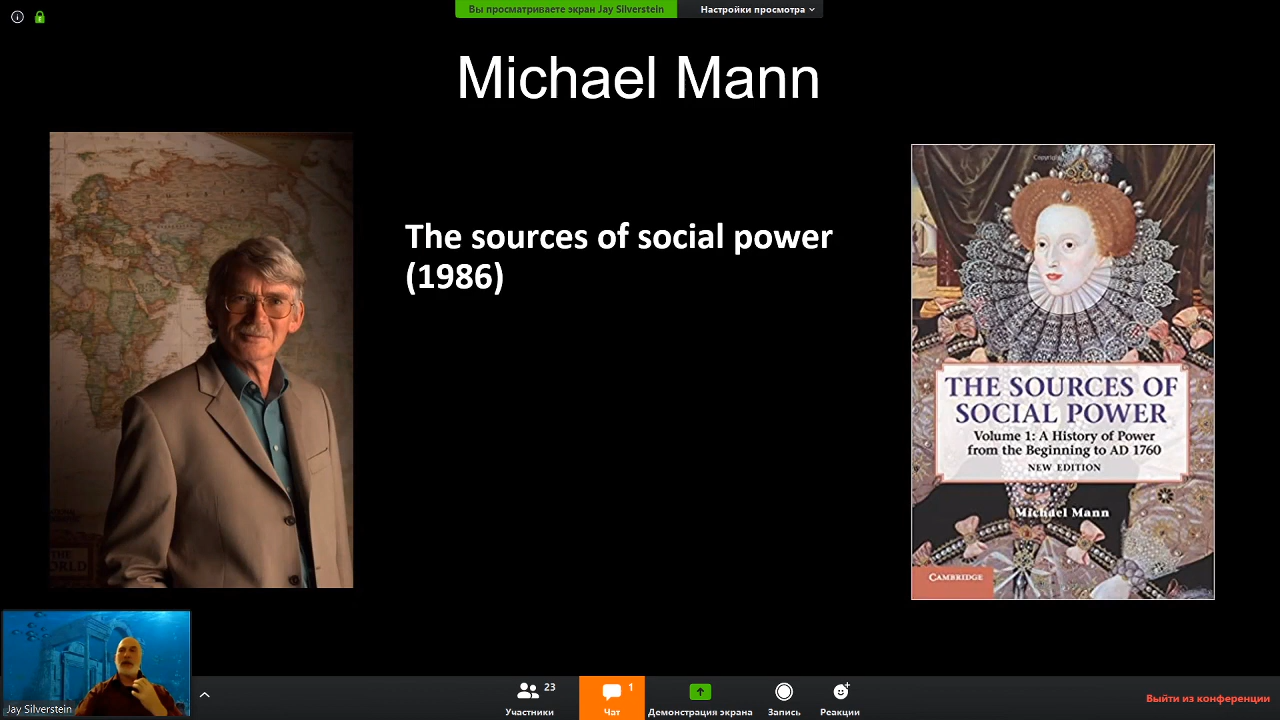 Вы просматриваете экран Jay Silverstein
Настройки просмотра
Michael Mann
The sources of social power
(1986)
THE
WORLD
THE SOURCES OF
SOCIAL POWER
Volume 1: A History of Power
from the Beginning to AD 1760
NEW EDITION
Michael Mann
CAMBRIDGE
Jay Silverstein
23
Участники
1
Чат
Демонстрация экрана
Запись
Реакции
Выйти из конференции